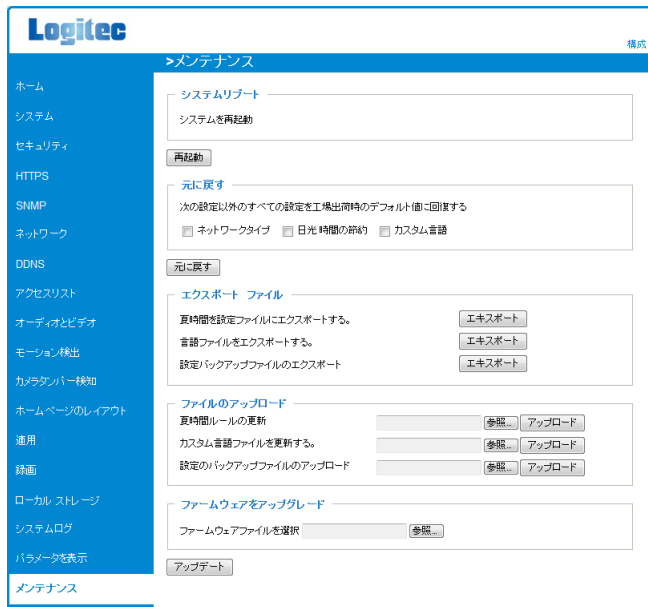 Logitec
構成
>メンテナンス
ホーム
システム
セキュリティ
HTTPS
SNMP
ネットワーク
DDNS
アクセスリスト
オーディオとビデオ
モーション検出
カメラタンパー検知
ホームページのレイアウト
適用
録画
ローカル ストレージ
システムログ
パラメータを表示
メンテナンス
システムリブート
システムを再起動
再起動
元に戻す
次の設定以外のすべての設定を工場出荷時のデフォルト値に回復する
ネットワークタイプ 日光 時間の節約 カスタム言語
元に戻す
エクスポート ファイル
夏時間を設定ファイルにエクスポートする。 エキスポート
言語ファイルをエクスポートする。 エキスポート
設定バックアップファイルのエクスポート エキスポート
ファイルのアップロード
夏時間ルールの更新 参照... アップロード
カスタム言語ファイルを更新する。 参照... アップロード
設定のバックアップファイルのアップロード 参照... アップロード
ファームウェアをアップグレード
ファームウェアファイルを選択 参照...
アップデート